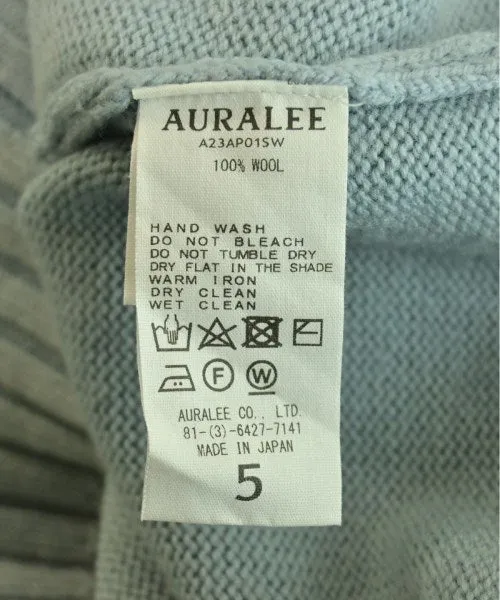 AURALEE
A23AP01SW
100% WOOL
HAND WASH
DO NOT BLEACH
DO NOT TUMBLE DRY
DRY FLAT IN THE SHADE
WARM IRON
DRY CLEAN
WET CLEAN
F W
AURALEE CO., LTD.
81-(3)-6427-7141
MADE IN JAPAN
5